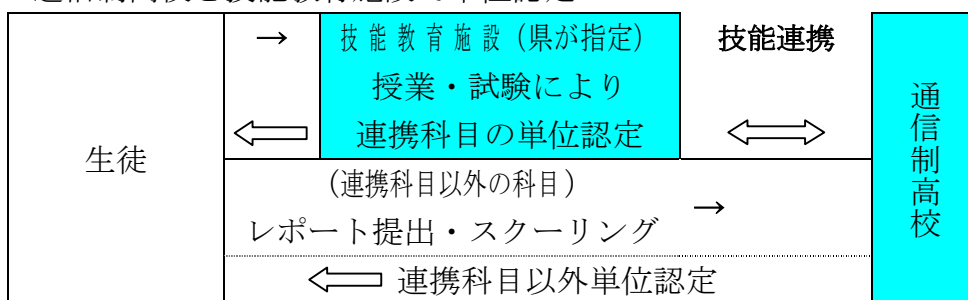 生徒
→
技能教育施設(県が指定)
授業・試験により
連携科目の単位認定
技能連携
(連携科目以外の科目)
レポート提出・スクーリング
→
連携科目以外単位認定
通信制高校